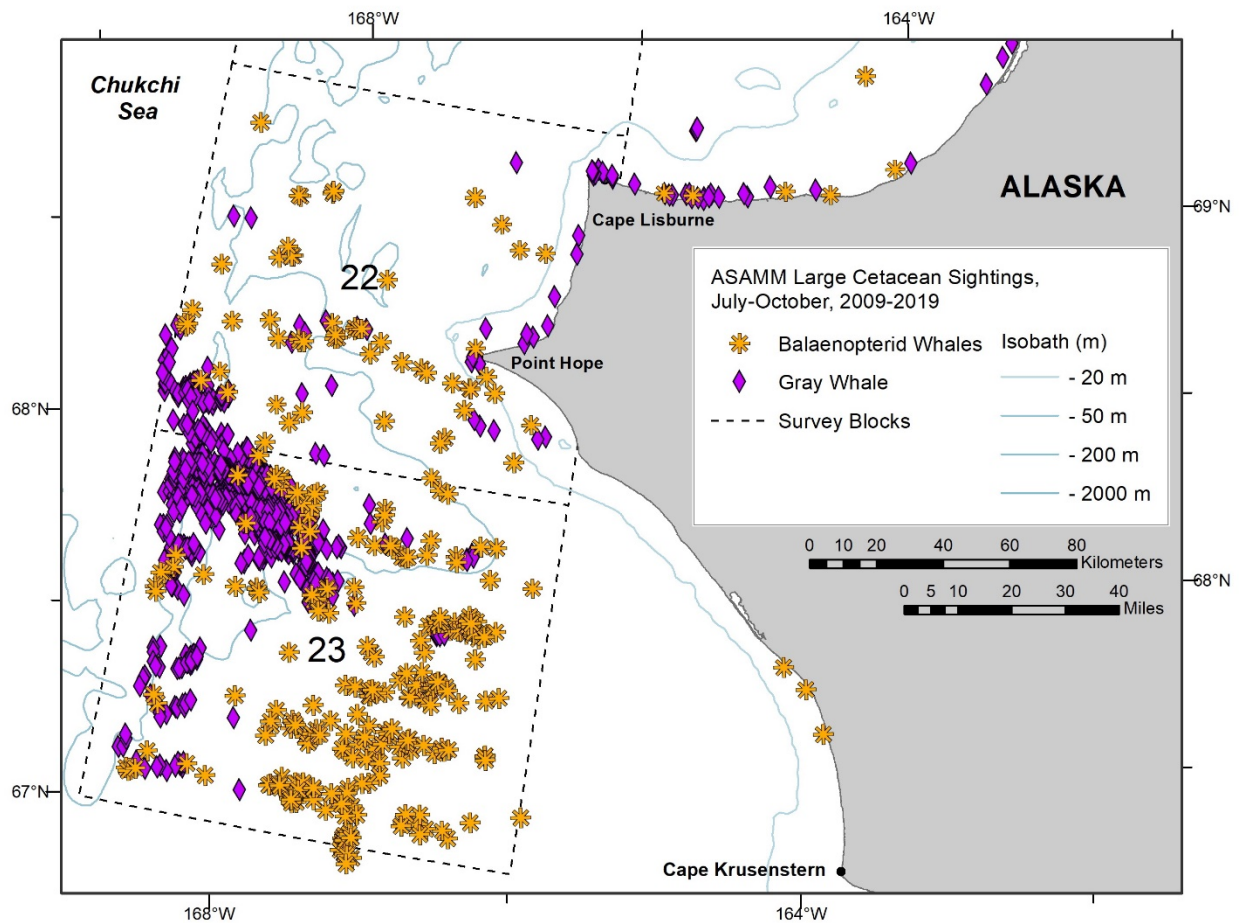 168°W
164°W
Chukchi
Sea
ALASKA
69°N
Cape Lisburne
22
ASAMM Large Cetacean Sightings,
July-October, 2009-2019
Balaenopterid Whales
Isobath (m)
Gray Whale
- 20 m
Survey Blocks
- 50 m
- 200 m
- 2000 m
Point Hope
68°N
0 10 20 40 60 80
Kilometers
68°N
0 5 10 20 30 40
Miles
23
67°N
Cape Krusenstern
168°W
164°W